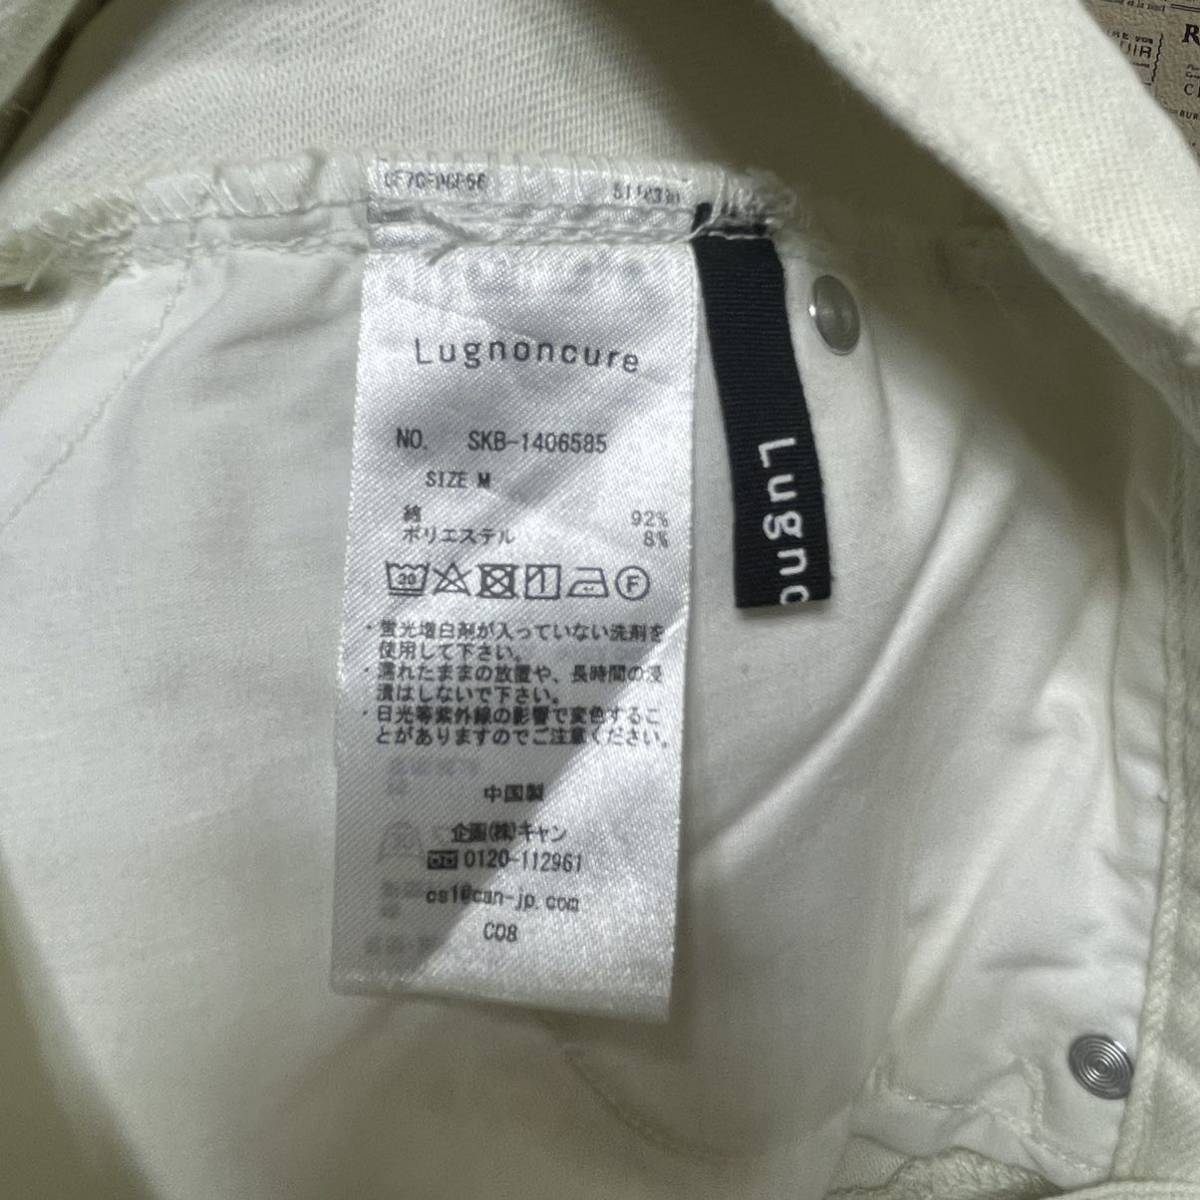 Lugnoncure
NO. SKB-1406585
SIZE M
綿 92%
ポリエステル 8%
30
F
・蛍光増白剤が入っていない洗剤を
使用して下さい。
・濡れたままの放置や、長時間の浸
漬はしないで下さい。
・日光等紫外線の影響で変色するこ
とがありますのでご注意ください。
中国製
企画(株)キャン
0120-112961
cs1@can-jp.com
C08
Lugno